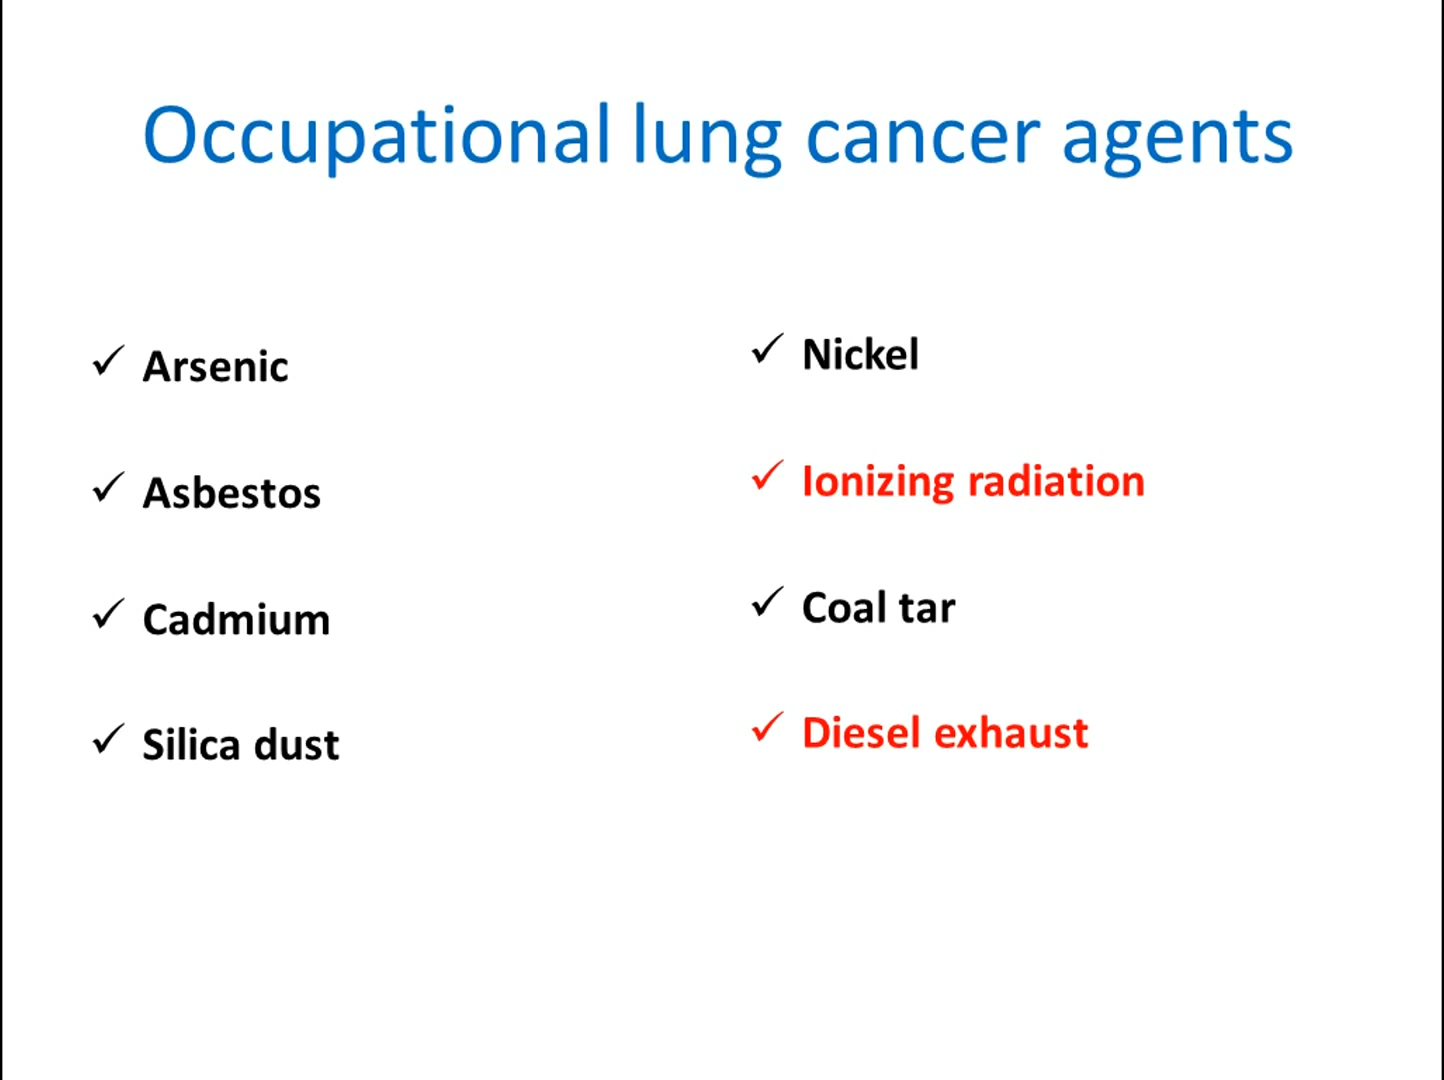 Occupational lung cancer agents
✓ Arsenic
✓ Asbestos
✓ Cadmium
✓ Silica dust
✓ Nickel
✓ Ionizing radiation
✓ Coal tar
✓ Diesel exhaust